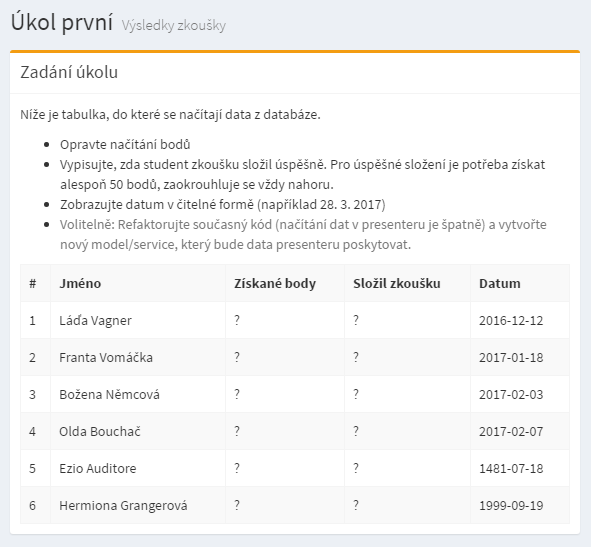 Úkol první Výsledky zkoušky
Zadání úkolu
Níže je tabulka, do které se načítají data z databáze.
Opravte načítání bodů
Vypisujte, zda student zkoušku složil úspěšně. Pro úspěšné složení je potřeba získat
alespoň 50 bodů, zaokrouhluje se vždy nahoru.
Zobrazujte datum v čitelné formě (například 28. 3. 2017)
Volitelně: Refaktorujte současný kód (načítání dat v presenteru je špatně) a vytvořte
nový model/service, který bude data presenteru poskytovat.
# Jméno Získané body Složil zkoušku Datum
1 Láďa Vagner ? ? 2016-12-12
2 Franta Vomáčka ? ? 2017-01-18
3 Božena Němcová ? ? 2017-02-03
4 Olda Bouchač ? ? 2017-02-07
5 Ezio Auditore ? ? 1481-07-18
6 Hermiona Grangerová ? ? 1999-09-19